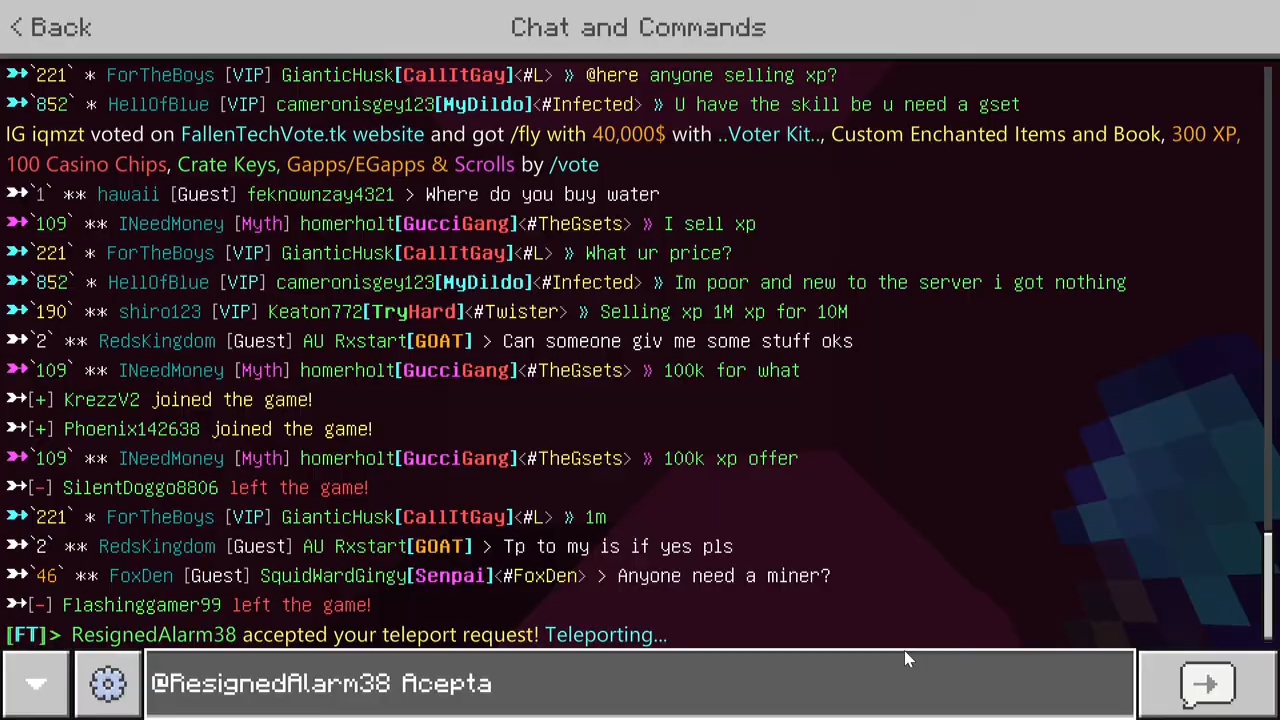 < Back
Chat and Commands
➳`221` * ForTheBoys [VIP] GianticHusk[CallItGay]<#L> » @here anyone selling xp?
➳`852` * HellOfBlue [VIP] cameronisgey123[MyDildo]<#Infected> » U have the skill be u need a gset
IG iqmzt voted on FallenTechVote.tk website and got /fly with 40,000$ with ..Voter Kit.., Custom Enchanted Items and Book, 300 XP,
100 Casino Chips, Crate Keys, Gapps/EGapps & Scrolls by /vote
➳`1` ** hawaii [Guest] feknownzay4321 > Where do you buy water
➳`109` ** INeedMoney [Myth] homerholt[GucciGang]<#TheGsets> » I sell xp
➳`221` * ForTheBoys [VIP] GianticHusk[CallItGay]<#L> » What ur price?
➳`852` * HellOfBlue [VIP] cameronisgey123[MyDildo]<#Infected> » Im poor and new to the server i got nothing
➳`190` ** shiro123 [VIP] Keaton772[TryHard]<#Twister> » Selling xp 1M xp for 10M
➳`2` ** RedsKingdom [Guest] AU Rxstart[GOAT] > Can someone giv me some stuff oks
➳`109` ** INeedMoney [Myth] homerholt[GucciGang]<#TheGsets> » 100k for what
➳[+] KrezzV2 joined the game!
➳[+] Phoenix142638 joined the game!
➳`109` ** INeedMoney [Myth] homerholt[GucciGang]<#TheGsets> » 100k xp offer
➳[-] SilentDoggo8806 left the game!
➳`221` * ForTheBoys [VIP] GianticHusk[CallItGay]<#L> » 1m
➳`2` ** RedsKingdom [Guest] AU Rxstart[GOAT] > Tp to my is if yes pls
➳`46` ** FoxDen [Guest] SquidWardGingy[Senpai]<#FoxDen> > Anyone need a miner?
➳[-] Flashinggamer99 left the game!
[FT]> ResignedAlarm38 accepted your teleport request! Teleporting...
@ResignedAlarm38 Acepta